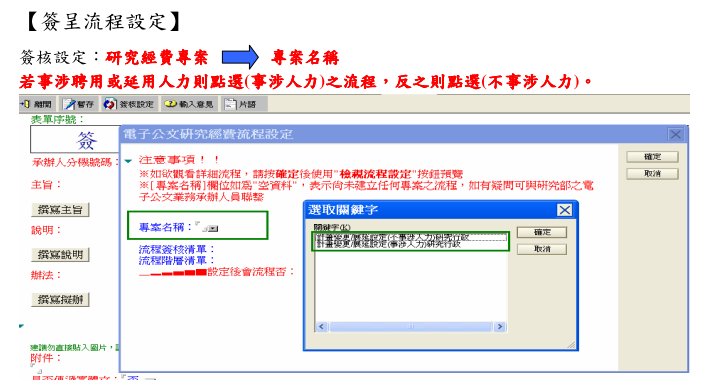 【簽呈流程設定】
簽核設定：研究經費專案 專案名稱
若事涉聘用或延用人力則點選(事涉人力)之流程，反之則點選(不事涉人力)。
離開 暫存 簽核設定 輸入意見 片語
表單序號：
簽
承辦人分機號碼：
主旨：
撰寫主旨
說明：
撰寫說明
辦法：
撰寫擬辦
建議勿直接貼入圖片，
附件：
電子公文研究經費流程設定
注意事項！！
※如欲觀看詳細流程，請按確定後使用"檢視流程設定"按鈕預覽
※[專案名稱]欄位如為"空資料"，表示尚未建立任何專案之流程，如有疑問可與研究部之電
子公文業務承辦人員聯繫
確定
取消
專案名稱：
流程簽核清單：
流程階層清單：
設定後會流程否：
選取關鍵字
關鍵字(K)
計畫變更/展延設定(不事涉人力)研究行政
計畫變更/展延設定(事涉人力)研究行政
確定
取消